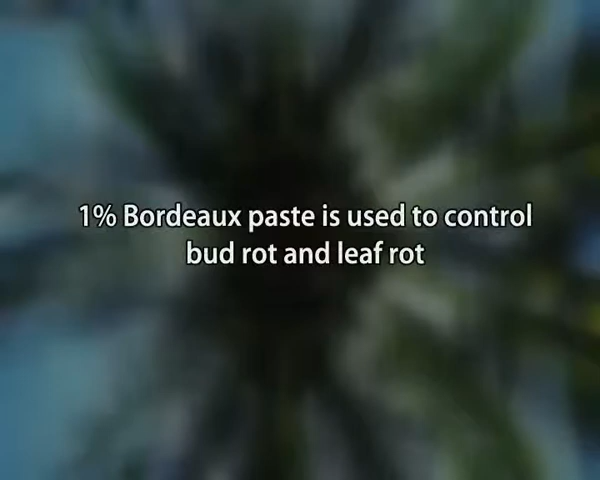 1% Bordeaux paste is used to control
bud rot and leaf rot